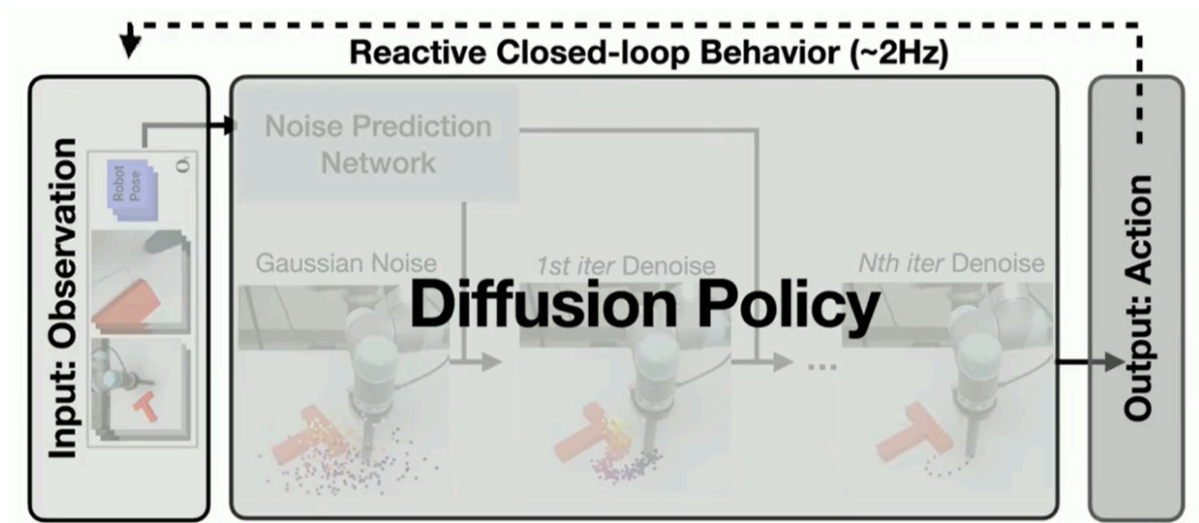 Reactive Closed-loop Behavior (~2Hz)
Input: Observation
Robot
Pose
O
Noise Prediction
Network
Gaussian Noise
1st iter Denoise
Nth iter Denoise
Diffusion Policy
...
Output: Action